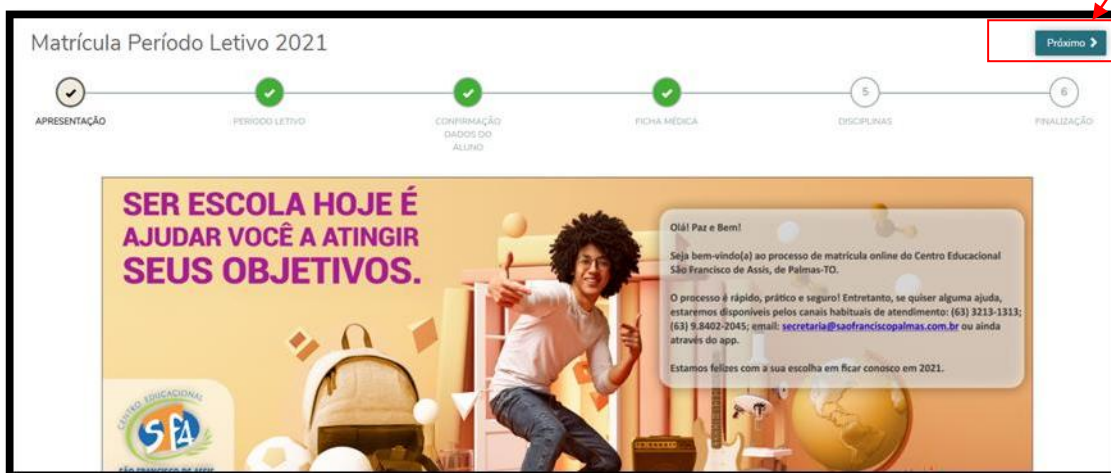 Matrícula Período Letivo 2021
Próximo
APRESENTAÇÃO
PERÍODO LETIVO
CONFIRMAÇÃO
DADOS DO
ALUNO
FICHA MÉDICA
5
DISCIPLINAS
6
FINALIZAÇÃO
SER ESCOLA HOJE É
AJUDAR VOCÊ A ATINGIR
SEUS OBJETIVOS.
Olá! Paz e Bem!
Seja bem-vindo(a) ao processo de matrícula online do Centro Educacional
São Francisco de Assis, de Palmas-TO.
O processo é rápido, prático e seguro! Entretanto, se quiser alguma ajuda,
estaremos disponíveis pelos canais habituais de atendimento: (63) 3213-1313;
(63) 9.8402-2045; email: secretaria@saofranciscopalmas.com.br ou ainda
através do app.
Estamos felizes com a sua escolha em ficar conosco em 2021.
CENTRO EDUCACIONAL
SFA
SÃO FRANCISCO DE ASSIS